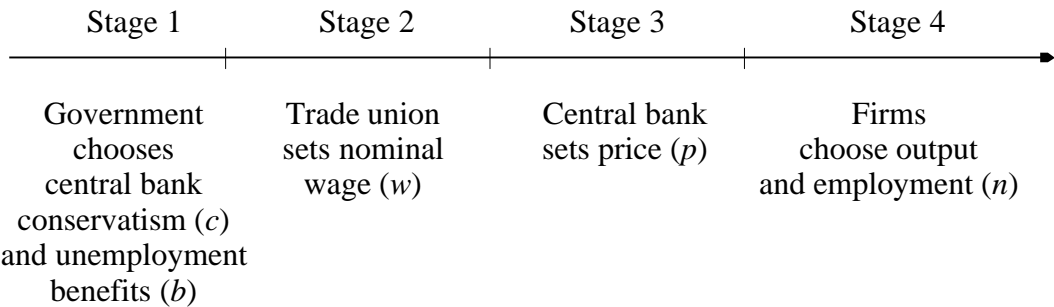 Stage 1 Stage 2 Stage 3 Stage 4
Government
chooses
central bank
conservatism (c)
and unemployment
benefits (b)
Trade union
sets nominal
wage (w)
Central bank
sets price (p)
Firms
choose output
and employment (n)